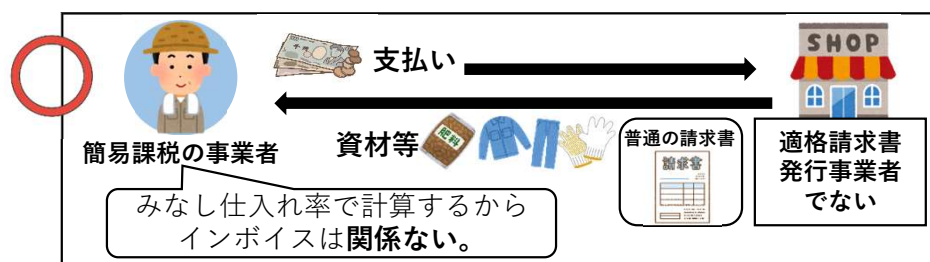 SHOP
支払い
資材等
肥料
普通の請求書
請求書
簡易課税の事業者
適格請求書
発行事業者
でない
みなし仕入れ率で計算するから
インボイスは関係ない。